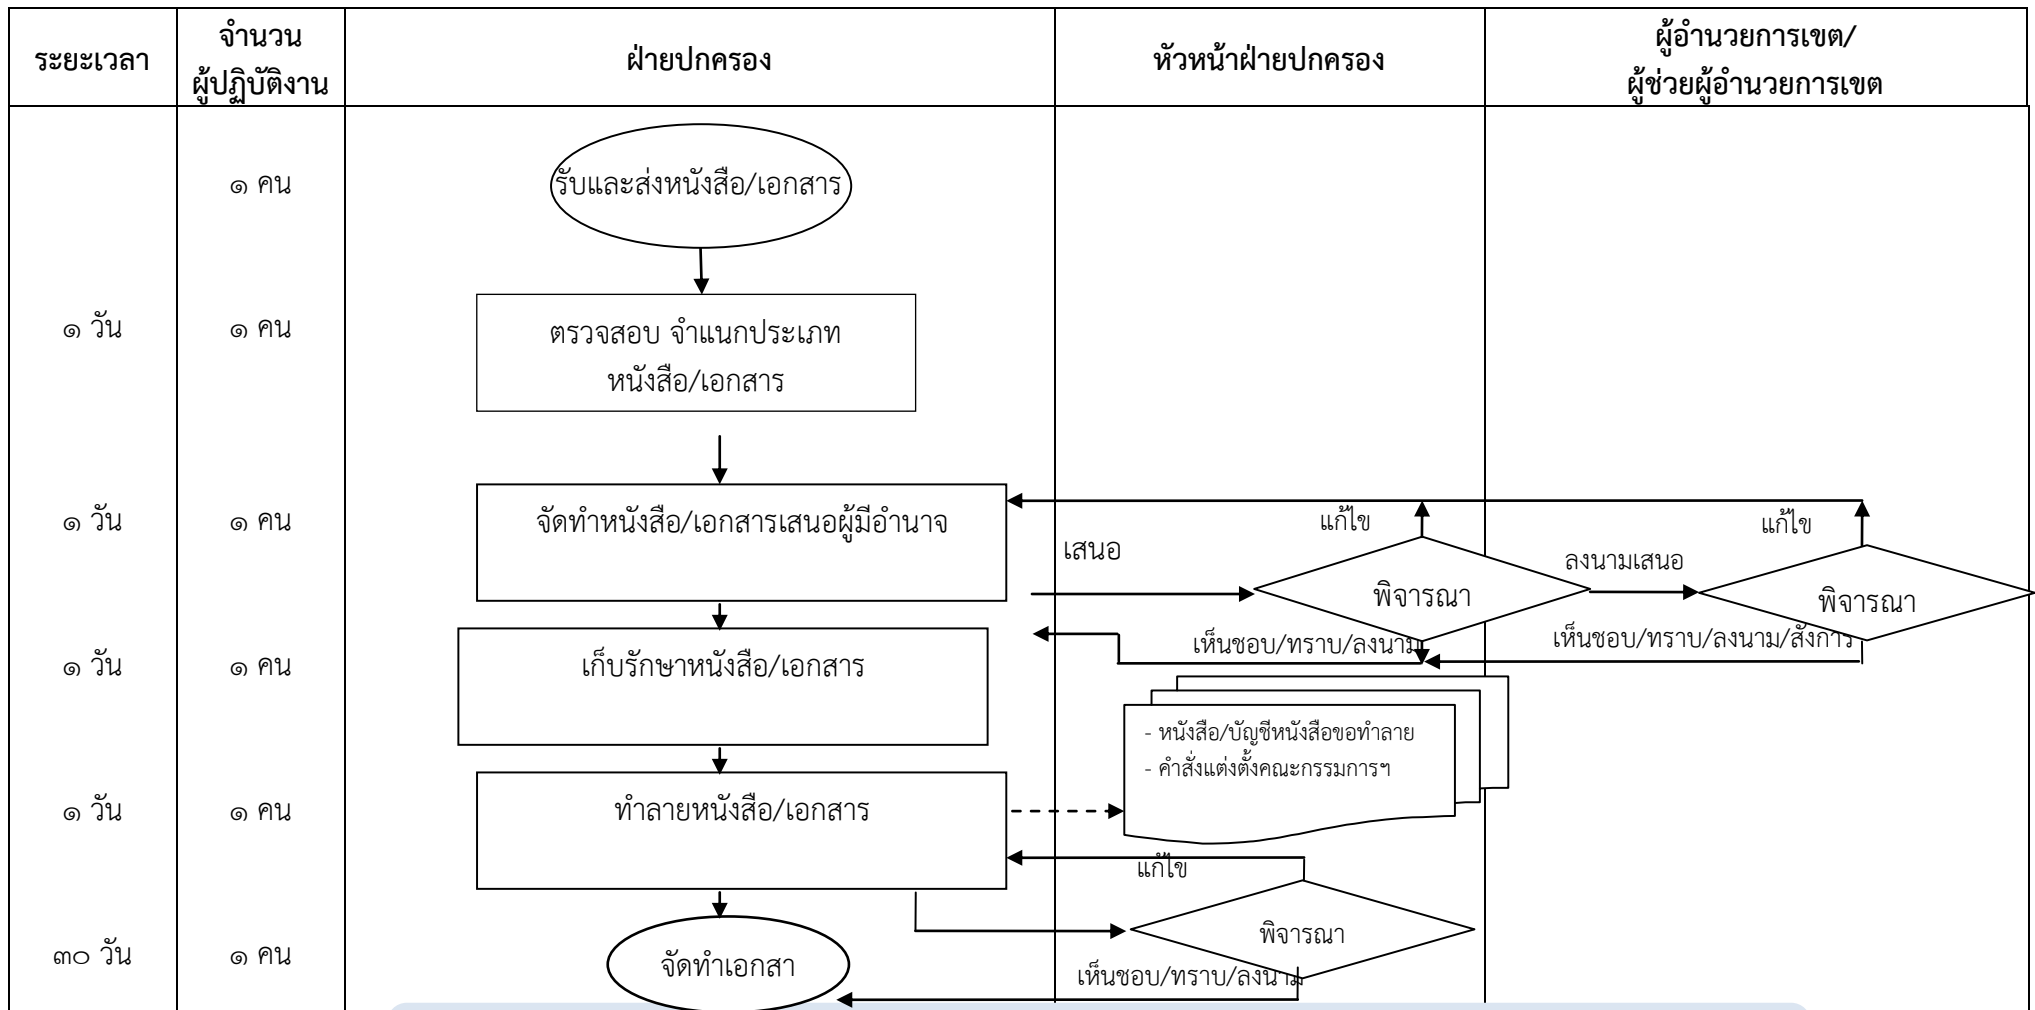 ระยะเวลา
จำนวน
ผู้ปฏิบัติงาน
ฝ่ายปกครอง
หัวหน้าฝ่ายปกครอง
ผู้อำนวยการเขต/
ผู้ช่วยผู้อำนวยการเขต
๑ คน
รับและส่งหนังสือ/เอกสาร
๑ วัน
๑ คน
ตรวจสอบ จำแนกประเภท
หนังสือ/เอกสาร
๑ วัน
๑ คน
จัดทำหนังสือ/เอกสารเสนอผู้มีอำนาจ
เสนอ
แก้ไข
พิจารณา
ลงนามเสนอ
แก้ไข
พิจารณา
๑ วัน
๑ คน
เก็บรักษาหนังสือ/เอกสาร
เห็นชอบ/ทราบ/ลงนาม
เห็นชอบ/ทราบ/ลงนาม/สั่งการ
- หนังสือ/บัญชีหนังสือขอทำลาย
- คำสั่งแต่งตั้งคณะกรรมการฯ
๑ วัน
๑ คน
ทำลายหนังสือ/เอกสาร
แก้ไข
พิจารณา
๓๐ วัน
๑ คน
จัดทำเอกสา
เห็นชอบ/ทราบ/ลงนาม